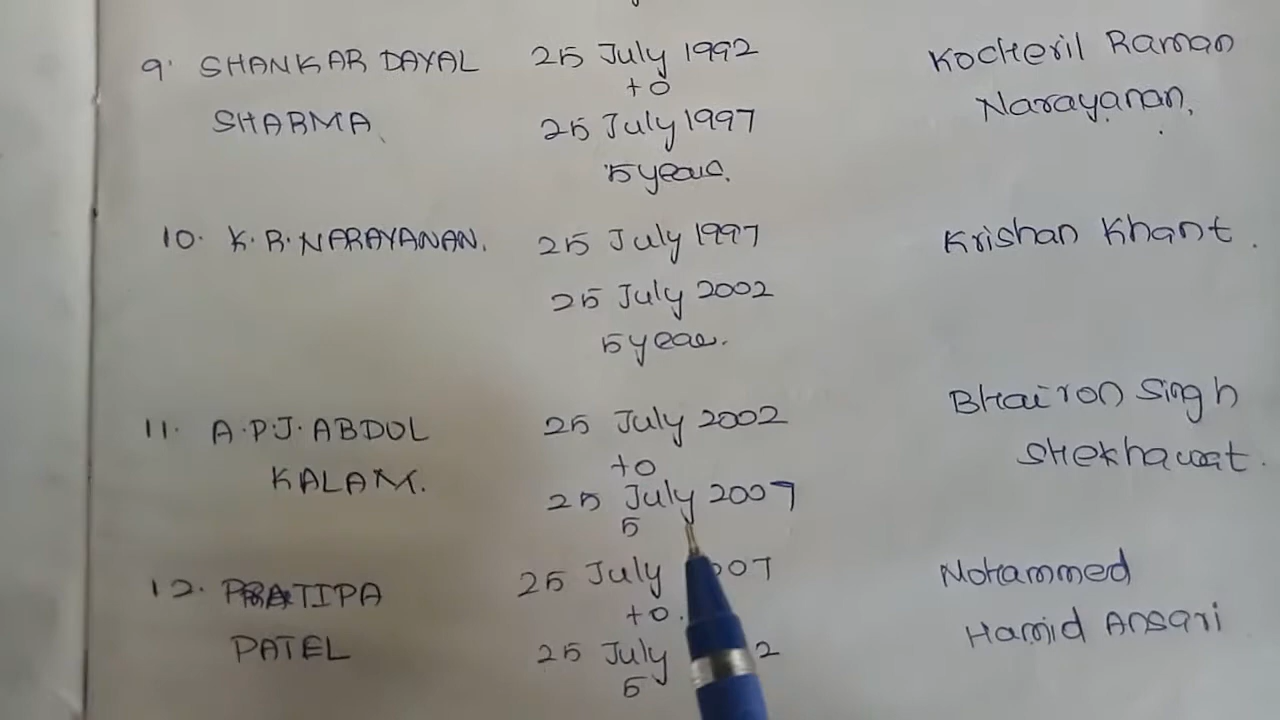 9. SHANKAR DAYAL 25 July 1992 Kocheril Raman
to
SHARMA 25 July 1997 Narayanan.
5 years.
10. K.R.NARAYANAN. 25 July 1997 Krishan Khant.
25 July 2002
5 year.
11. A.P.J. ABDUL 25 July 2002 Bhairon Singh
to
KALAM. 25 July 2007 Shekhawat.
5
12. PRATIPA 25 July Mohammed
to
PATEL 25 July Hamid Ansari
5